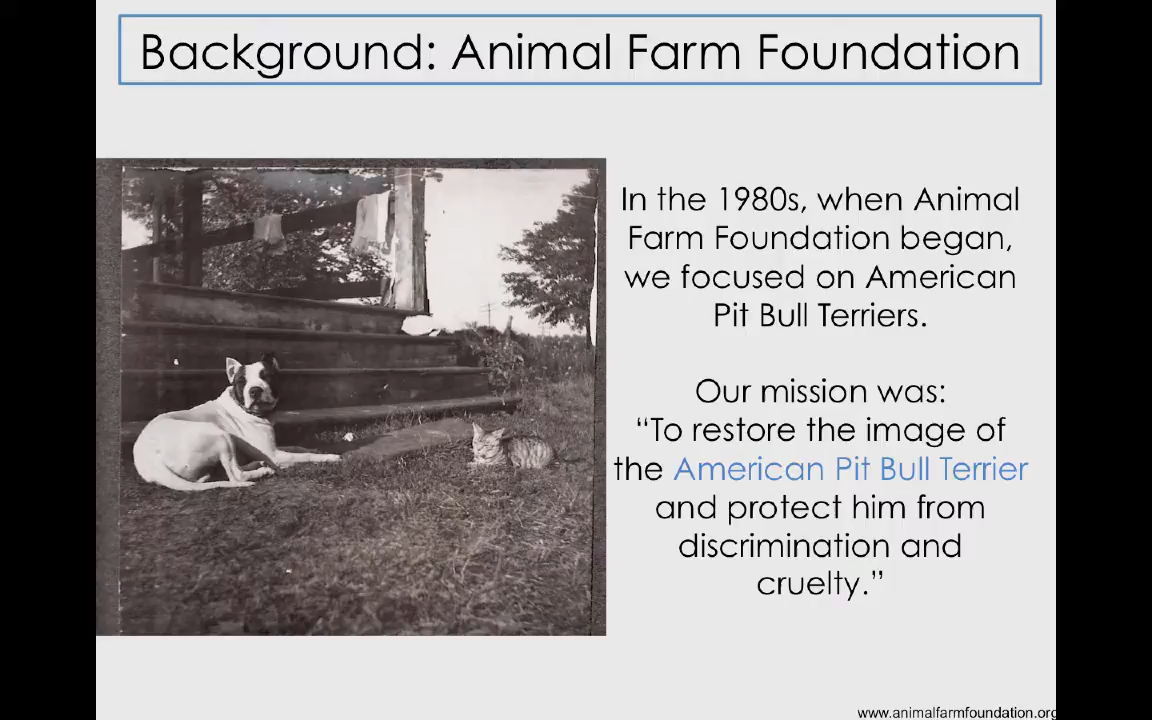 Background: Animal Farm Foundation
In the 1980s, when Animal
Farm Foundation began,
we focused on American
Pit Bull Terriers.
Our mission was:
“To restore the image of
the American Pit Bull Terrier
and protect him from
discrimination and
cruelty.”
www.animalfarmfoundation.org